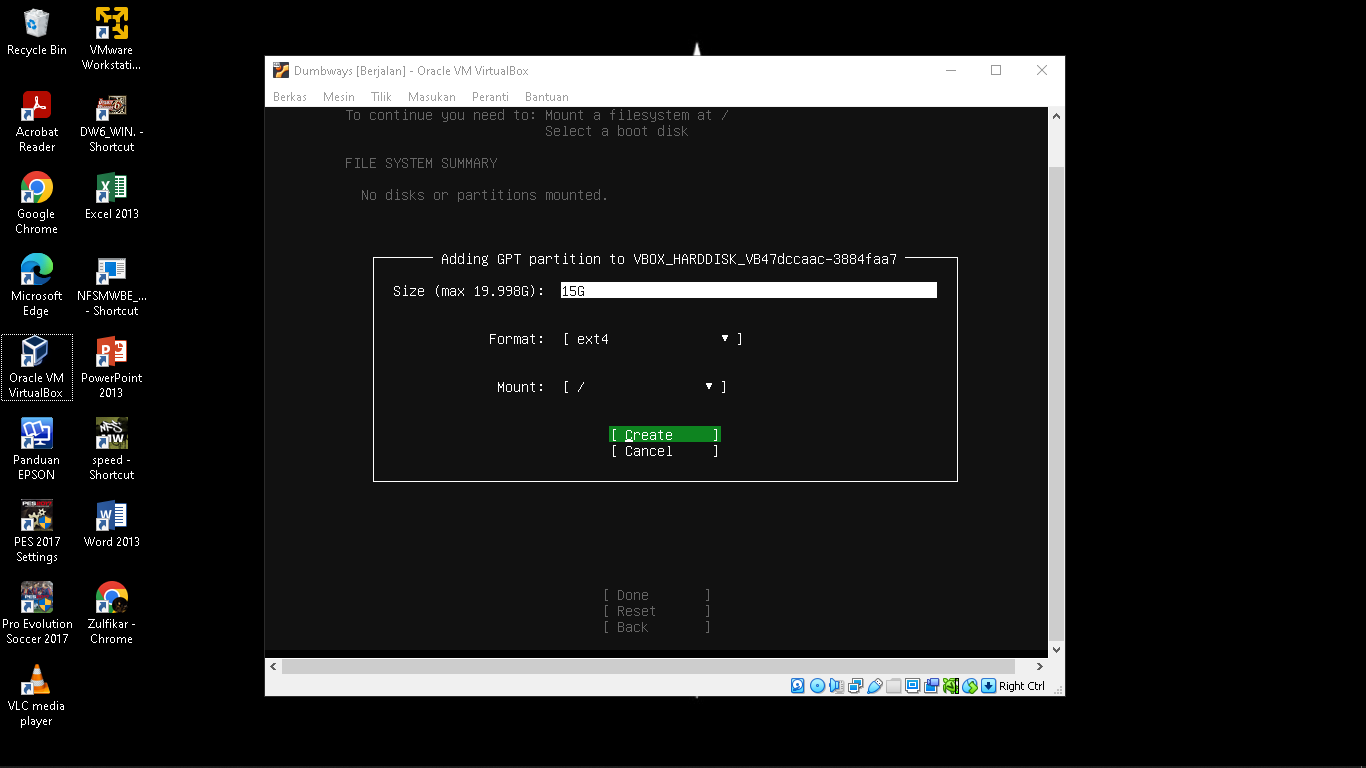 Recycle Bin
VMware Workstati...
Acrobat Reader
DW6_WIN. - Shortcut
Google Chrome
Excel 2013
Microsoft Edge
NFSMWBE_... - Shortcut
Oracle VM VirtualBox
PowerPoint 2013
Panduan EPSON
speed - Shortcut
PES 2017 Settings
Word 2013
Pro Evolution Soccer 2017
Zulfikar - Chrome
VLC media player
Dumbways [Berjalan] - Oracle VM VirtualBox
Berkas Mesin Tilik Masukan Peranti Bantuan
To continue you need to: Mount a filesystem at /
Select a boot disk
FILE SYSTEM SUMMARY
No disks or partitions mounted.
Adding GPT partition to VBOX_HARDDISK_VB47dccaac-3884faa7
Size (max 19.998G): 15G
Format: [ ext4 ▼ ]
Mount: [ / ▼ ]
[ Create ]
[ Cancel ]
[ Done ]
[ Reset ]
[ Back ]
Right Ctrl